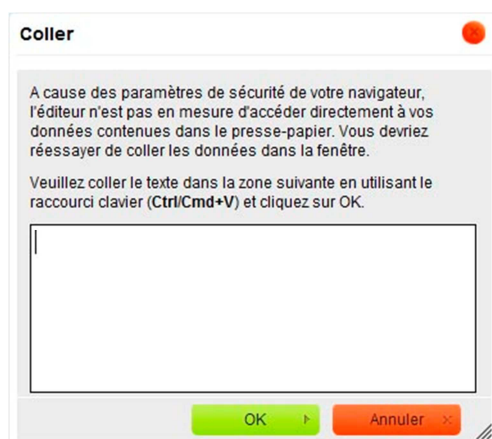 Coller
A cause des paramètres de sécurité de votre navigateur,
l'éditeur n'est pas en mesure d'accéder directement à vos
données contenues dans le presse-papier. Vous devriez
réessayer de coller les données dans la fenêtre.
Veuillez coller le texte dans la zone suivante en utilisant le
raccourci clavier (Ctrl/Cmd+V) et cliquez sur OK.
OK
Annuler